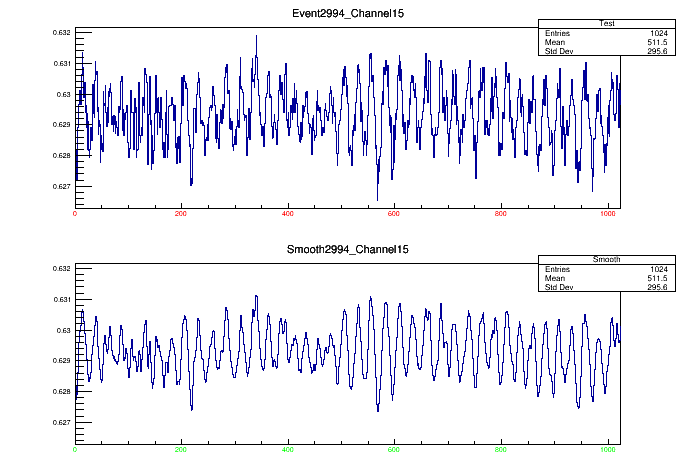 Event2994_Channel15
Test
Entries 1024
Mean 511.5
Std Dev 295.6
0.632
0.631
0.63
0.629
0.628
0.627
0 200 400 600 800 1000
Smooth2994_Channel15
Smooth
Entries 1024
Mean 511.5
Std Dev 295.6
0.632
0.631
0.63
0.629
0.628
0.627
0 200 400 600 800 1000